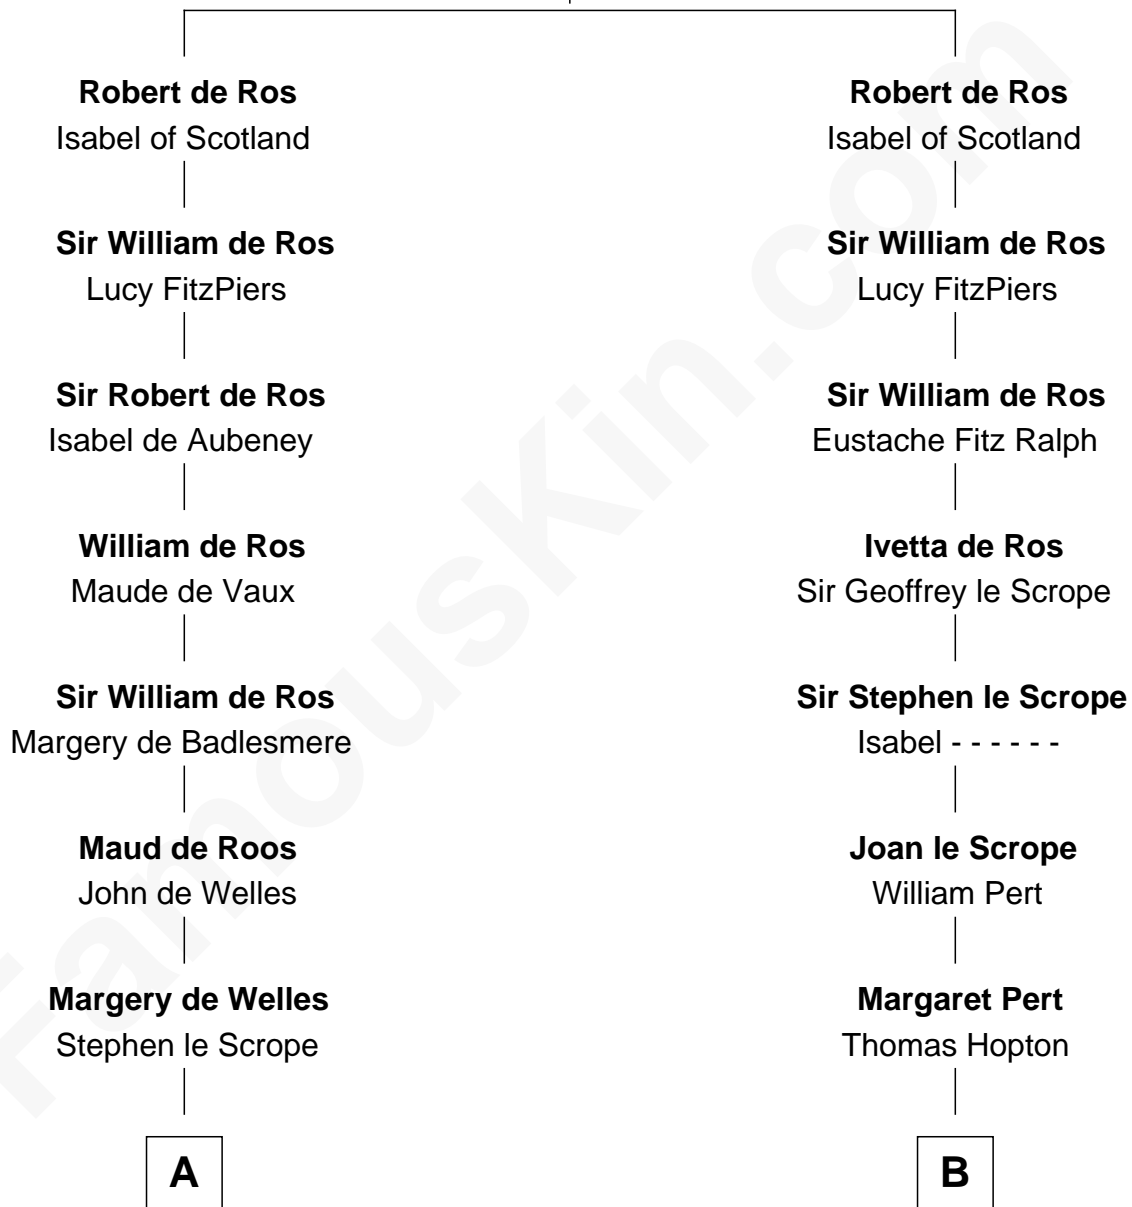 Robert de Ros
Isabel of Scotland
Sir William de Ros
Lucy FitzPiers
Sir Robert de Ros
Isabel de Aubeney
William de Ros
Maude de Vaux
Sir William de Ros
Margery de Badlesmere
Maud de Roos
John de Welles
Margery de Welles
Stephen le Scrope
A
Robert de Ros
Isabel of Scotland
Sir William de Ros
Lucy FitzPiers
Sir William de Ros
Eustache Fitz Ralph
Ivetta de Ros
Sir Geoffrey le Scrope
Sir Stephen le Scrope
Isabel - - - - - -
Joan le Scrope
William Pert
Margaret Pert
Thomas Hopton
B
FamousKin.com